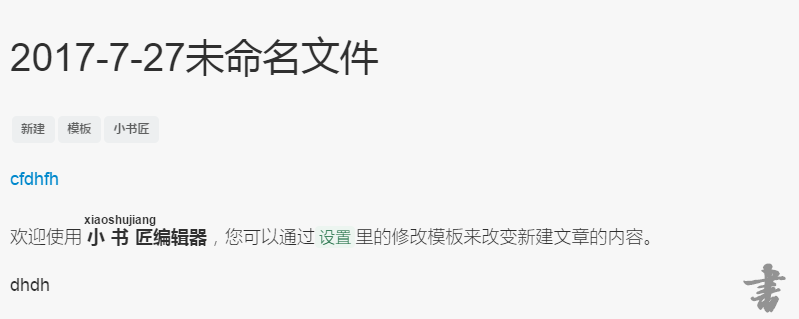 2017-7-27未命名文件
新建 模板 小书匠
cfdhfh
xiaoshujiang
欢迎使用 小 书 匠编辑器，您可以通过 设置 里的修改模板来改变新建文章的内容。
dhdh
書